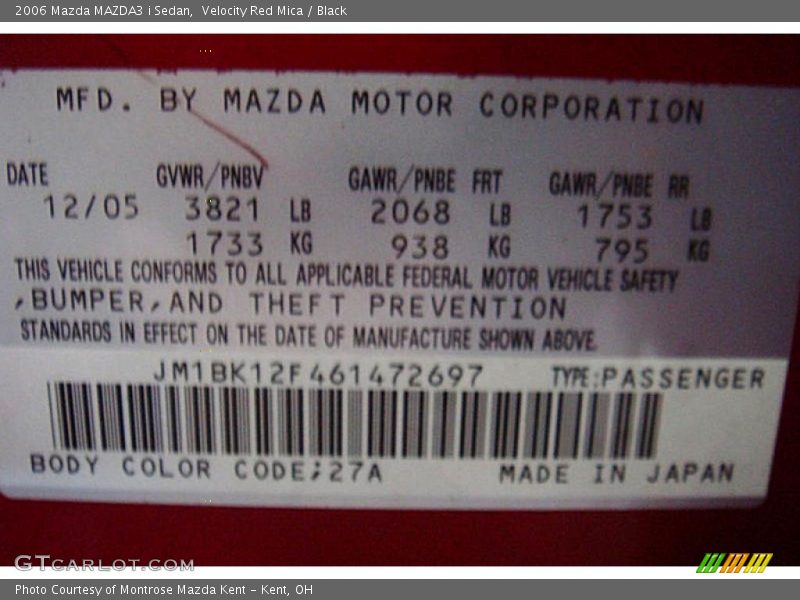 2006 Mazda MAZDA3 i Sedan,  Velocity Red Mica / Black
MFD. BY MAZDA MOTOR CORPORATION
DATE GVWR/PNBV GAWR/PNBE FRT GAWR/PNBE RR
12/05 3821 LB 2068 LB 1753 LB
1733 KG 938 KG 795 KG
THIS VEHICLE CONFORMS TO ALL APPLICABLE FEDERAL MOTOR VEHICLE SAFETY
,BUMPER,AND THEFT PREVENTION
STANDARDS IN EFFECT ON THE DATE OF MANUFACTURE SHOWN ABOVE.
JM1BK12F461472697 TYPE:PASSENGER
BODY COLOR CODE;27A MADE IN JAPAN
GTCARLOT.COM
Photo Courtesy of Montrose Mazda Kent - Kent, OH